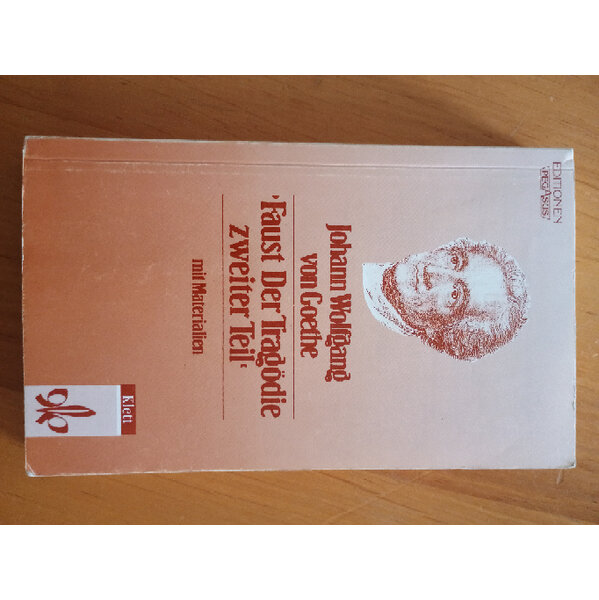 EDITIONEN
'PEGASUS'
Johann Wolfgang
von Goethe
'Faust Der Tragödie
zweiter Teil'
mit Materialien
Klett